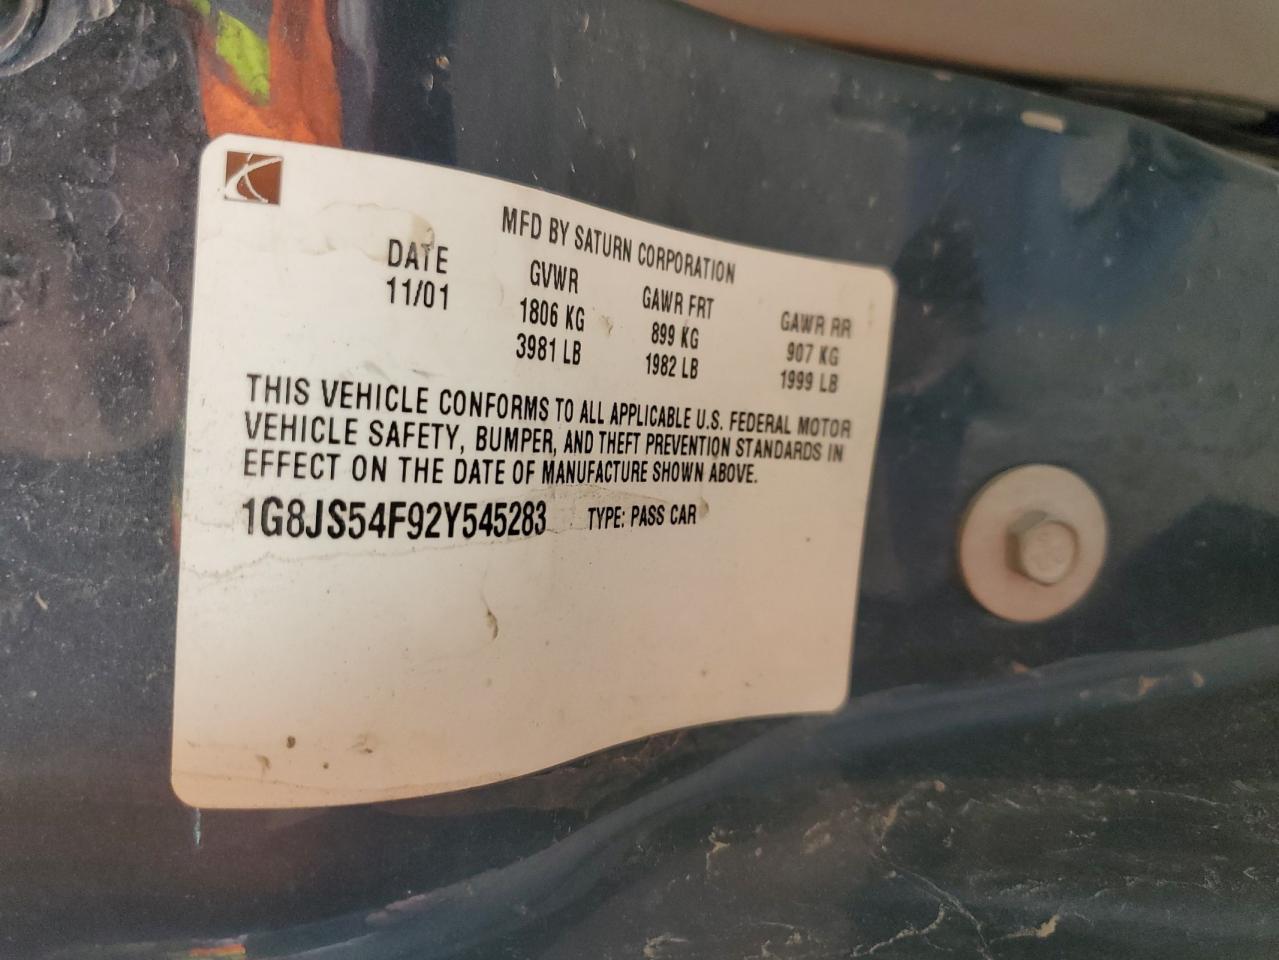 MFD BY SATURN CORPORATION
DATE GVWR GAWR FRT GAWR RR
11/01 1806 KG 899 KG 907 KG
3981 LB 1982 LB 1999 LB
THIS VEHICLE CONFORMS TO ALL APPLICABLE U.S. FEDERAL MOTOR
VEHICLE SAFETY, BUMPER, AND THEFT PREVENTION STANDARDS IN
EFFECT ON THE DATE OF MANUFACTURE SHOWN ABOVE.
1G8JS54F92Y545283 TYPE: PASS CAR